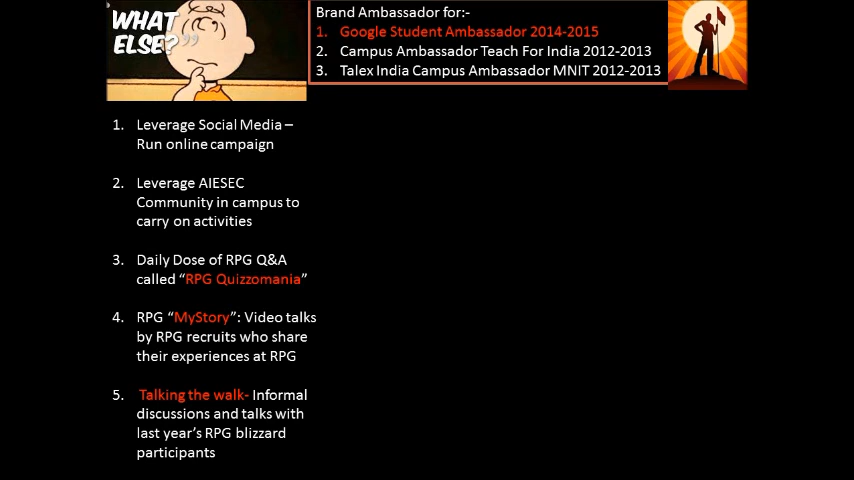 WHAT
ELSE?”
Brand Ambassador for:-
1. Google Student Ambassador 2014-2015
2. Campus Ambassador Teach For India 2012-2013
3. Talex India Campus Ambassador MNIT 2012-2013
1. Leverage Social Media –
Run online campaign
2. Leverage AIESEC
Community in campus to
carry on activities
3. Daily Dose of RPG Q&A
called “RPG Quizzomania”
4. RPG “MyStory”: Video talks
by RPG recruits who share
their experiences at RPG
5. Talking the walk- Informal
discussions and talks with
last year’s RPG blizzard
participants